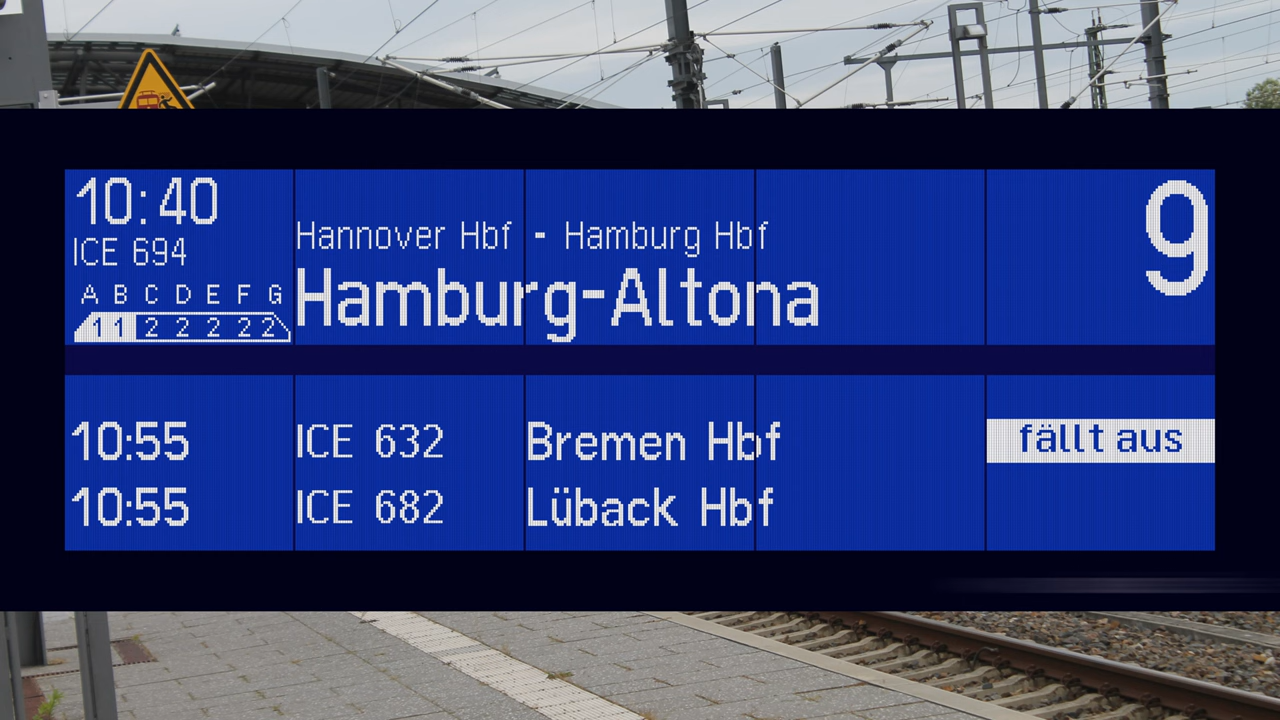 10:40
9
ICE 694
Hannover Hbf - Hamburg Hbf
A B C D E F G
Hamburg-Altona
1 1 2 2 2 2 2
10:55 ICE 632 Bremen Hbf fällt aus
10:55 ICE 682 Lüback Hbf